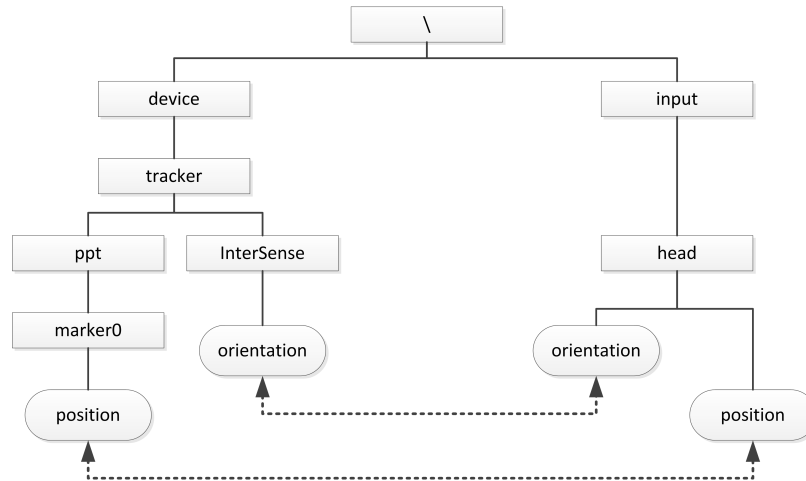 \
device
input
tracker
ppt
InterSense
head
marker0
orientation
orientation
position
position